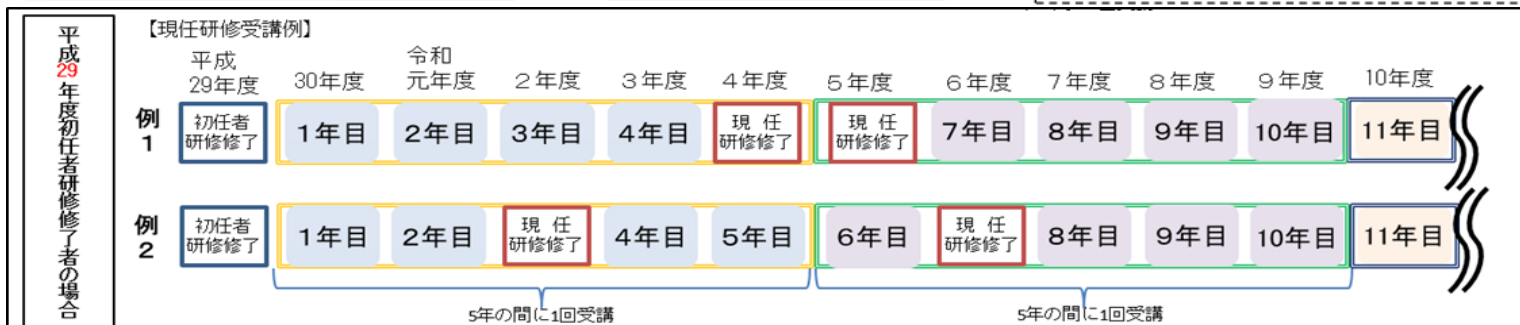 平成29年度初任者研修修了者の場合
【現任研修受講例】
平成
29年度
30年度
令和
元年度
2年度
3年度
4年度
5年度
6年度
7年度
8年度
9年度
10年度
例
1
初任者
研修修了
1年目
2年目
3年目
4年目
現 任
研修修了
現 任
研修修了
7年目
8年目
9年目
10年目
11年目
例
2
初任者
研修修了
1年目
2年目
現 任
研修修了
4年目
5年目
6年目
現 任
研修修了
8年目
9年目
10年目
11年目
5年の間に1回受講
5年の間に1回受講